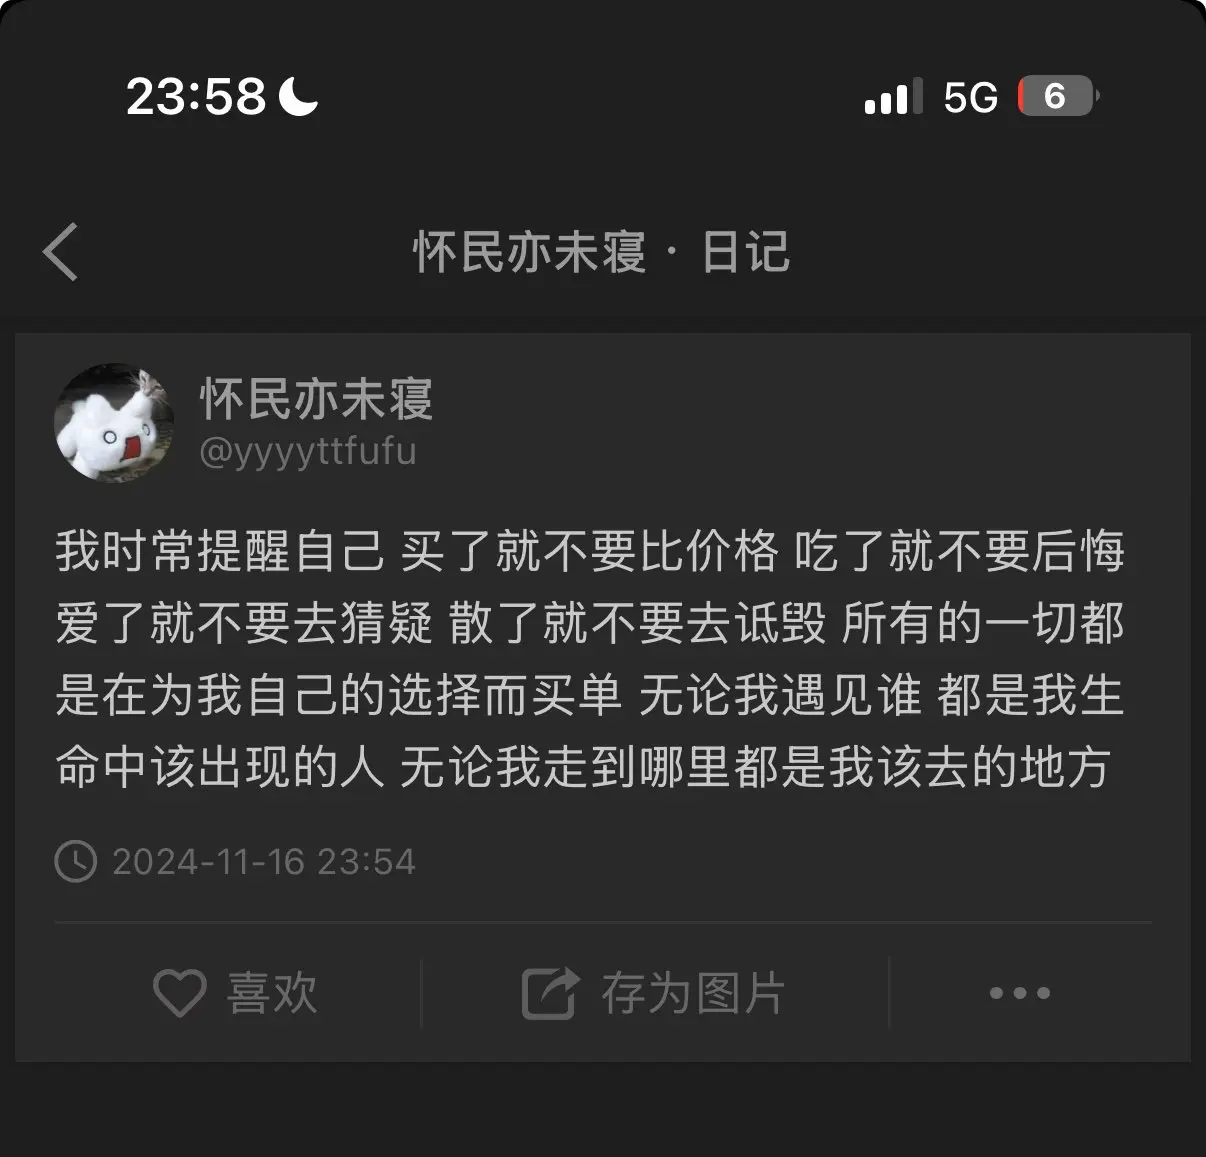 23:58 5G 6
怀民亦未寝 · 日记
怀民亦未寝
@yyyyttfufu
我时常提醒自己 买了就不要比价格 吃了就不要后悔
爱了就不要去猜疑 散了就不要去诋毁 所有的一切都
是在为我自己的选择而买单 无论我遇见谁 都是我生
命中该出现的人 无论我走到哪里都是我该去的地方
2024-11-16 23:54
喜欢 存为图片